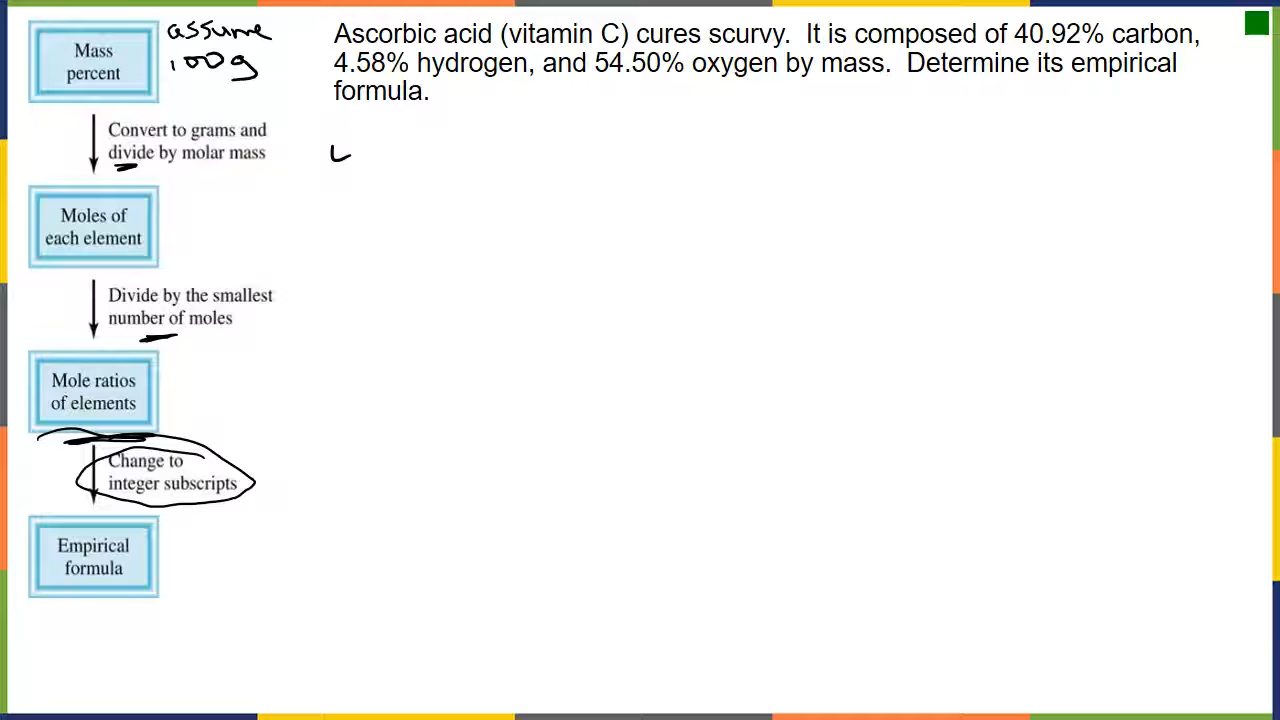 Mass
percent
assume
100g
Convert to grams and
divide by molar mass
Moles of
each element
Divide by the smallest
number of moles
Mole ratios
of elements
Change to
integer subscripts
Empirical
formula
Ascorbic acid (vitamin C) cures scurvy. It is composed of 40.92% carbon,
4.58% hydrogen, and 54.50% oxygen by mass. Determine its empirical
formula.